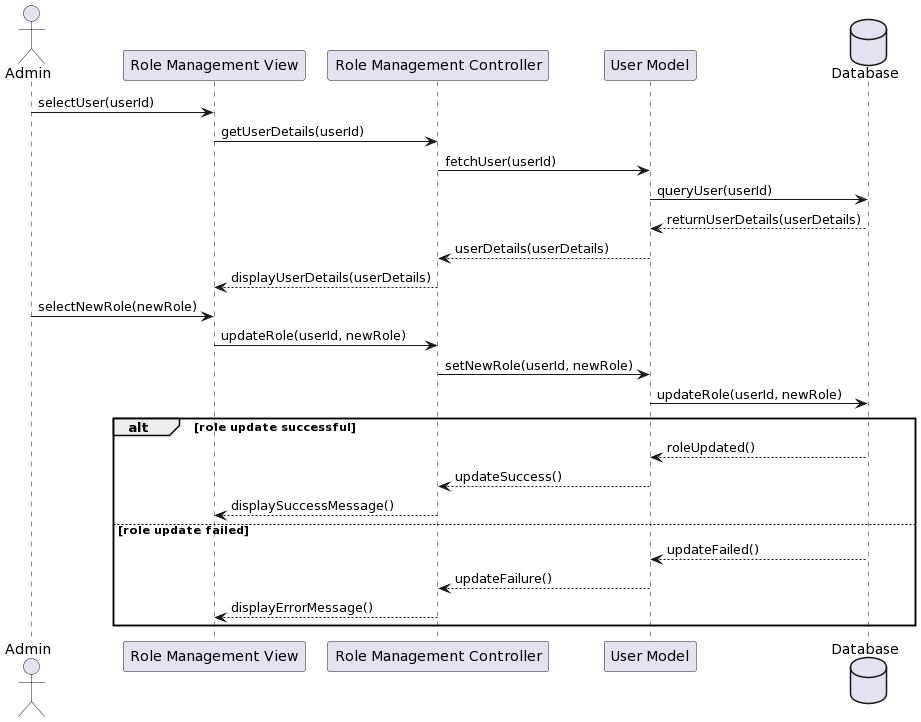 Admin
Role Management View
Role Management Controller
User Model
Database
selectUser(userId)
getUserDetails(userId)
fetchUser(userId)
queryUser(userId)
returnUserDetails(userDetails)
userDetails(userDetails)
displayUserDetails(userDetails)
selectNewRole(newRole)
updateRole(userId, newRole)
setNewRole(userId, newRole)
updateRole(userId, newRole)
alt [role update successful]
roleUpdated()
updateSuccess()
displaySuccessMessage()
[role update failed]
updateFailed()
updateFailure()
displayErrorMessage()
Admin
Role Management View
Role Management Controller
User Model
Database